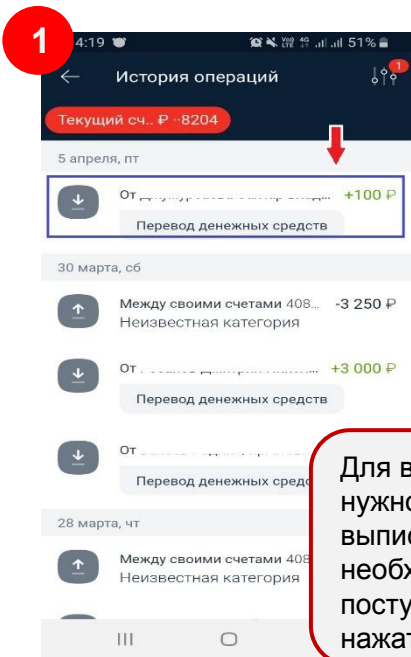 1
4:19
51%
История операций
1
Текущий сч.. ₽ ··8204
5 апреля, пт
От +100 ₽
Перевод денежных средств
30 марта, сб
Между своими счетами 408... -3 250 ₽
Неизвестная категория
От +3 000 ₽
Перевод денежных средств
От
Перевод денежных
28 марта, чт
Между своими счетами 408
Неизвестная категория
Для в
нужно
выпис
необх
посту
нажат